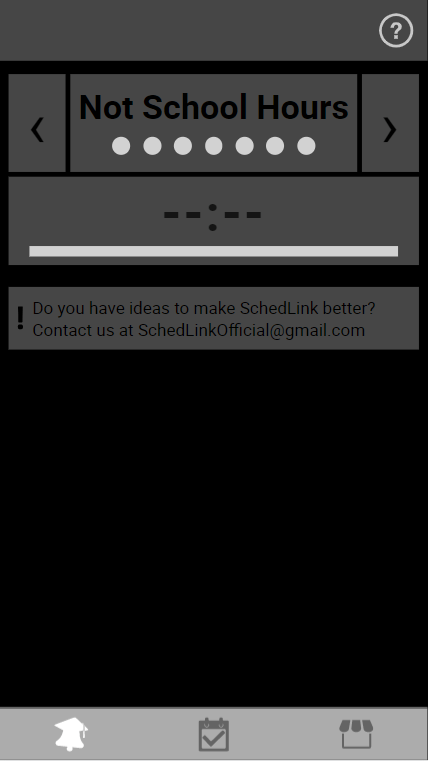 ?
‹ Not School Hours ›
--:--
! Do you have ideas to make SchedLink better?
Contact us at SchedLinkOfficial@gmail.com